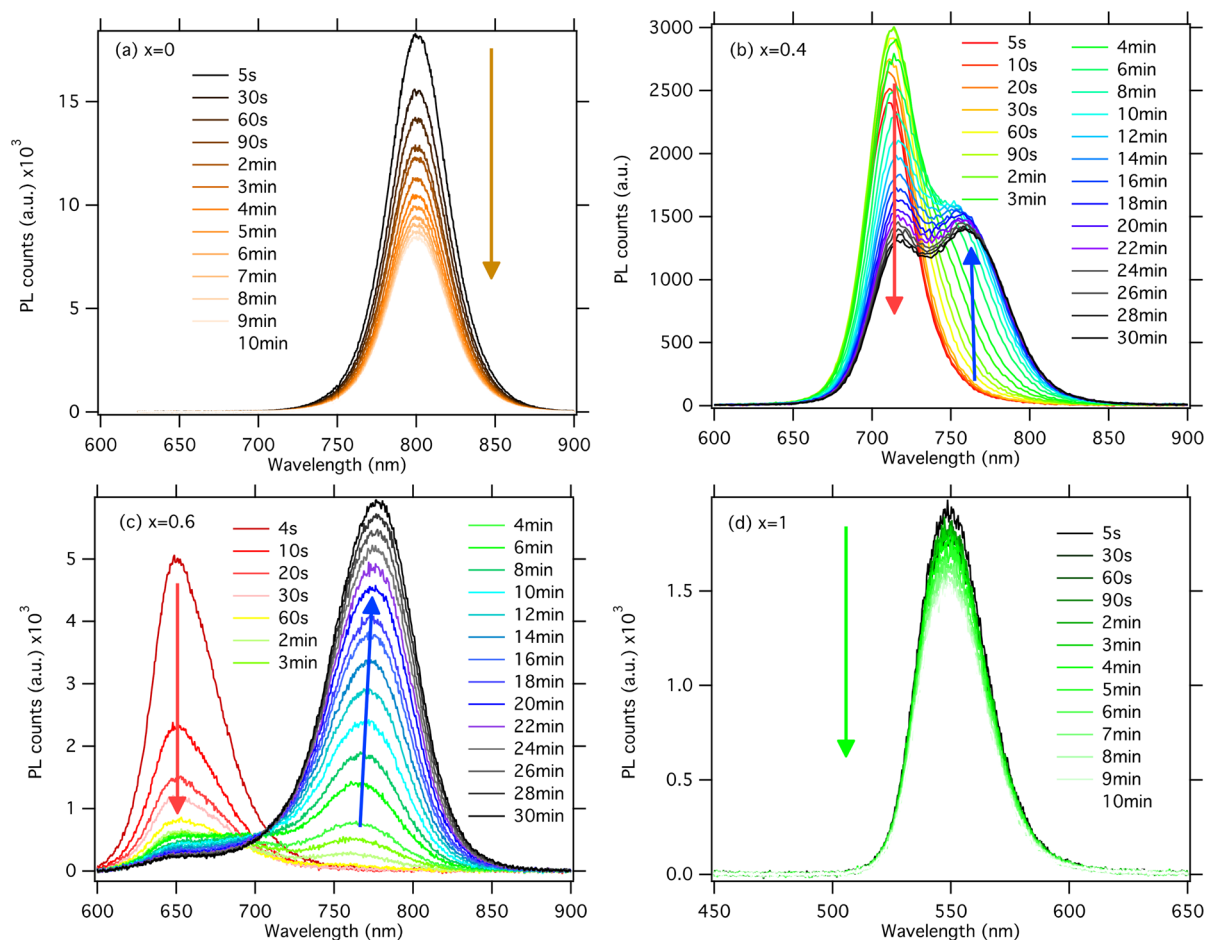 (a) x=0
5s
30s
60s
90s
2min
3min
4min
5min
6min
7min
8min
9min
10min
PL counts (a.u.) x10³
15
10
5
0
600 650 700 750 800 850 900
Wavelength (nm)
(b) x=0.4
5s
10s
20s
30s
60s
90s
2min
3min
4min
6min
8min
10min
12min
14min
16min
18min
20min
22min
24min
26min
28min
30min
PL counts (a.u.)
3000
2500
2000
1500
1000
500
0
600 650 700 750 800 850 900
Wavelength (nm)
(c) x=0.6
4s
10s
20s
30s
60s
2min
3min
4min
6min
8min
10min
12min
14min
16min
18min
20min
22min
24min
26min
28min
30min
PL counts (a.u.) x10³
5
4
3
2
1
0
600 650 700 750 800 850 900
Wavelength (nm)
(d) x=1
5s
30s
60s
90s
2min
3min
4min
5min
6min
7min
8min
9min
10min
PL counts (a.u.) x10³
1.5
1.0
0.5
0.0
450 500 550 600 650
Wavelength (nm)